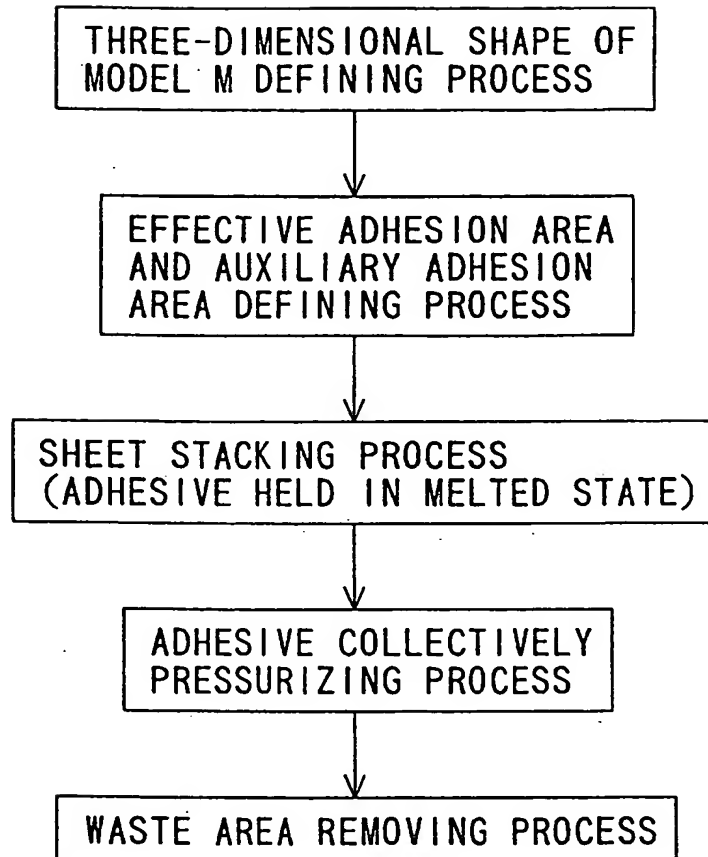 THREE-DIMENSIONAL SHAPE OF
MODEL M DEFINING PROCESS
EFFECTIVE ADHESION AREA
AND AUXILIARY ADHESION
AREA DEFINING PROCESS
SHEET STACKING PROCESS
(ADHESIVE HELD IN MELTED STATE)
ADHESIVE COLLECTIVELY
PRESSURIZING PROCESS
WASTE AREA REMOVING PROCESS